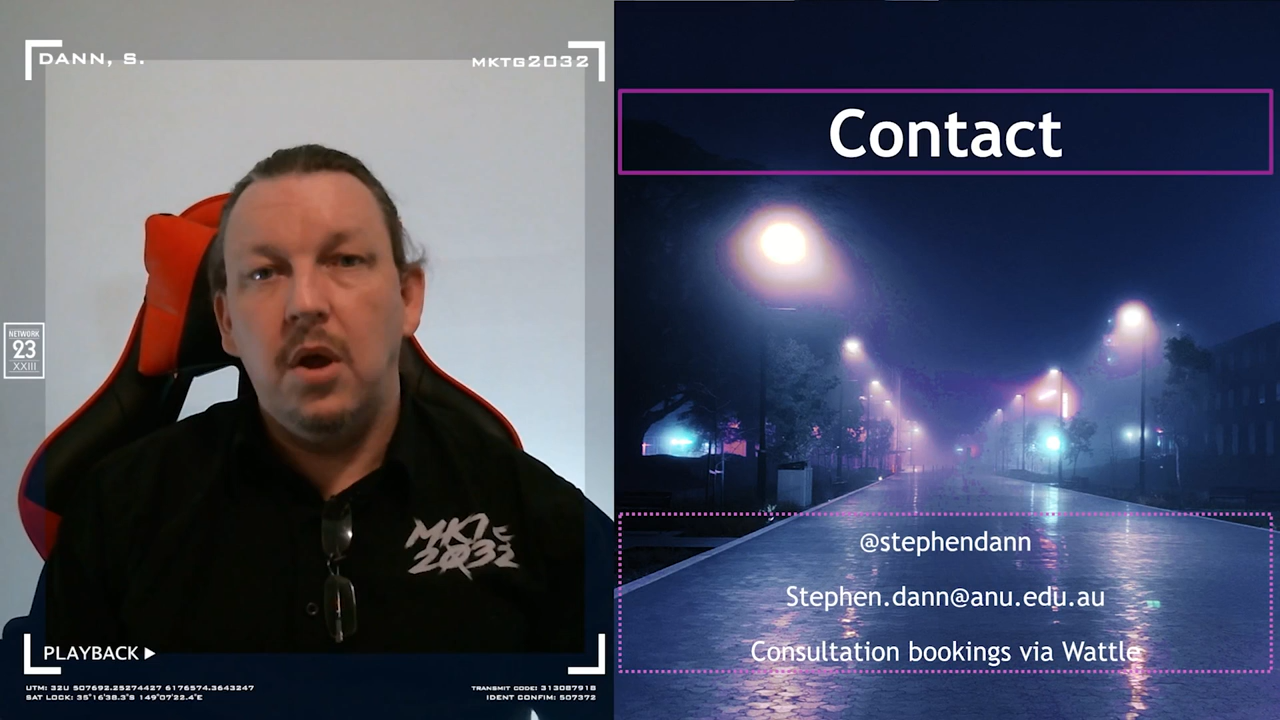 DANN, S.
MKTG2032
NETWORK
23
XXIII
MKT
2032
PLAYBACK
UTM: 32U 507692.25274427 6176574.3643247
SAT LOCK: 35°16'38.3"S 149°07'22.4"E
TRANSMIT CODE: 313087918
IDENT CONFIM: 507372
Contact
@stephendann
Stephen.dann@anu.edu.au
Consultation bookings via Wattle